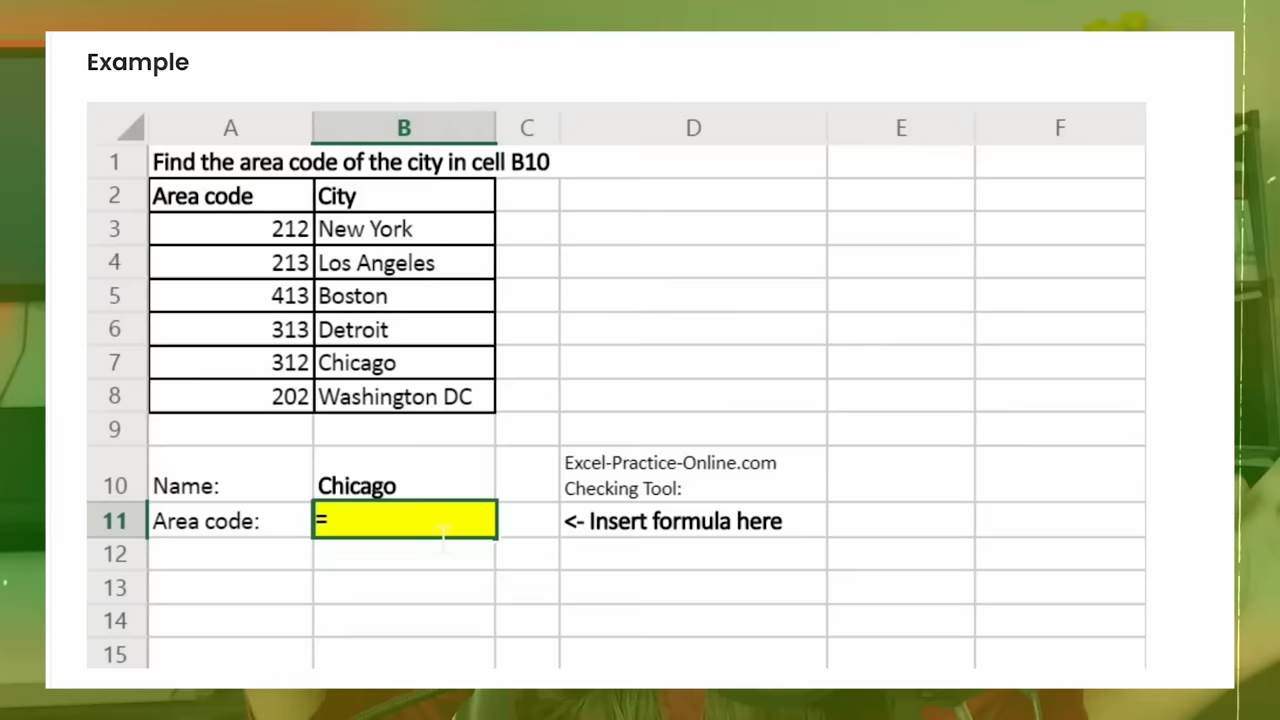 Example
A B C D E F
1 Find the area code of the city in cell B10
2 Area code City
3 212 New York
4 213 Los Angeles
5 413 Boston
6 313 Detroit
7 312 Chicago
8 202 Washington DC
9
Excel-Practice-Online.com
10 Name: Chicago Checking Tool:
11 Area code: = <- Insert formula here
12
13
14
15